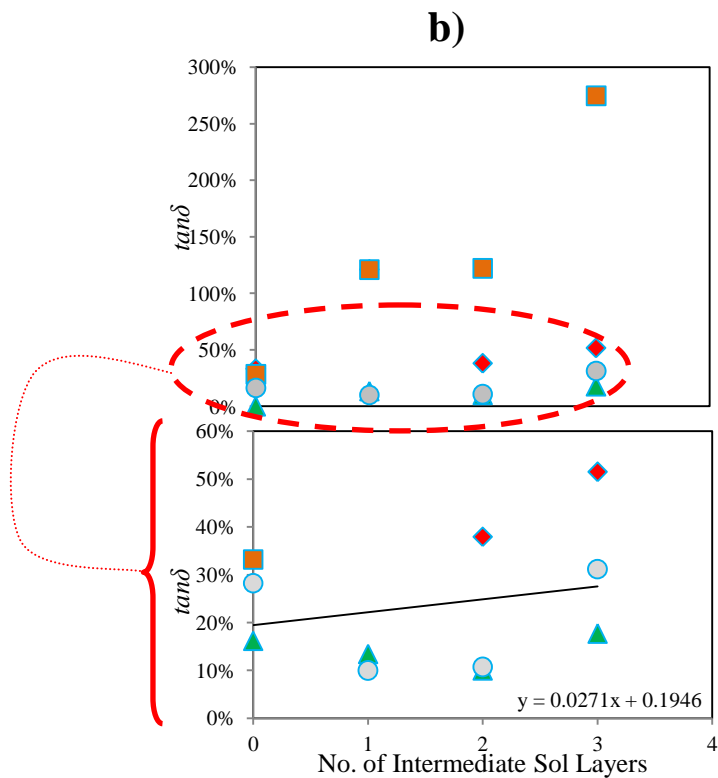 b)
300%
250%
200%
150%
100%
50%
0%
tanδ
60%
50%
40%
30%
20%
10%
0%
tanδ
y = 0.0271x + 0.1946
0 1 2 3 4
No. of Intermediate Sol Layers